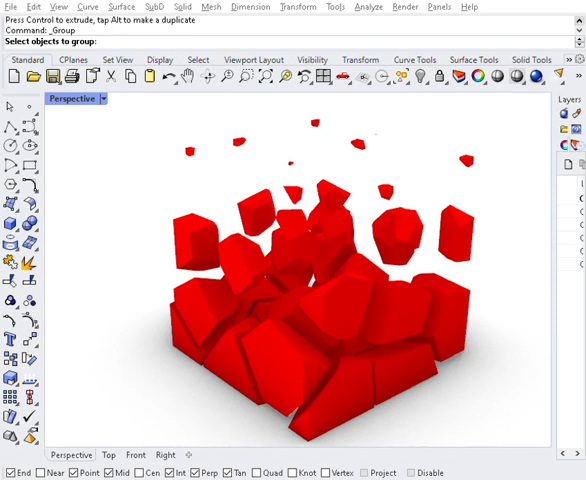 File Edit View Curve Surface SubD Solid Mesh Dimension Transform Tools Analyze Render Panels Help
Press Control to extrude, tap Alt to make a duplicate
Command: _Group
Select objects to group:
Standard CPlanes Set View Display Select Viewport Layout Visibility Transform Curve Tools Surface Tools Solid Tools
Perspective
Layers
Perspective Top Front Right
End Near Point Mid Cen Int Perp Tan Quad Knot Vertex Project Disable